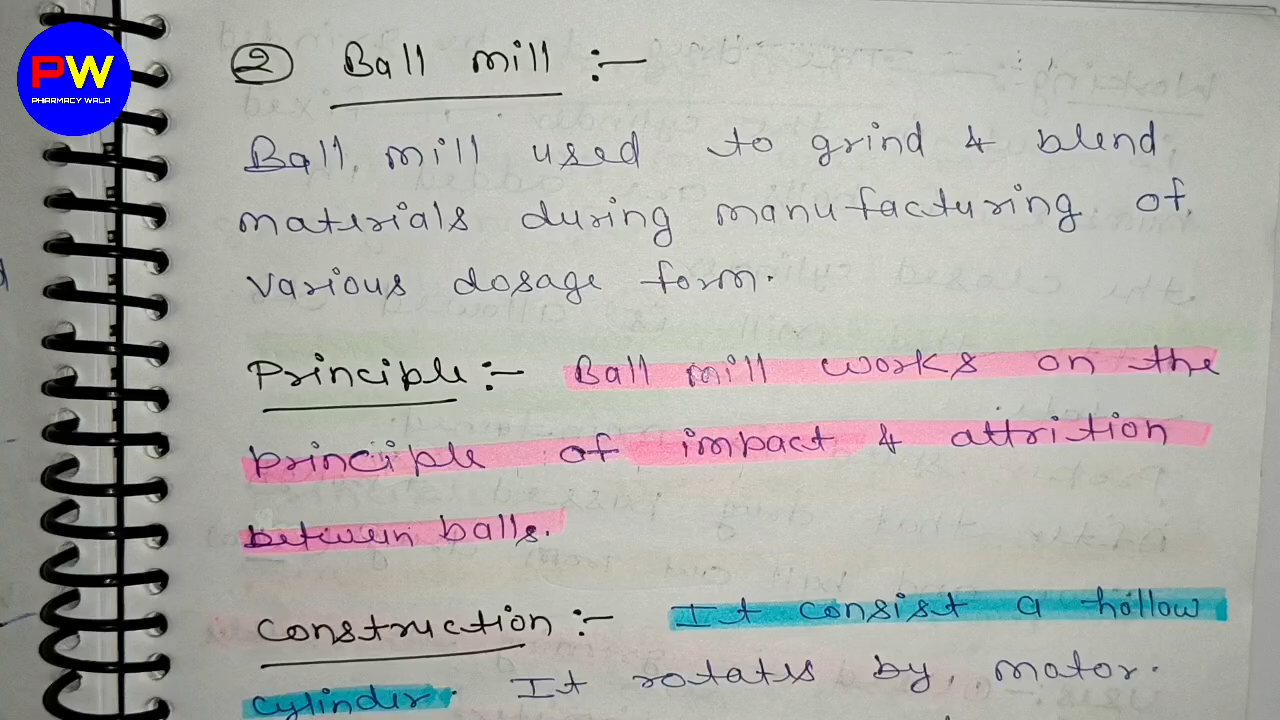 PW
PHARMACY WALA
② Ball mill :-
Ball mill used to grind & blend
materials during manufacturing of
various dosage form.
Principle :- Ball mill works on the
principle of impact & attrition
between balls.
Construction :- It consist a hollow
cylinder. It rotates by motor.